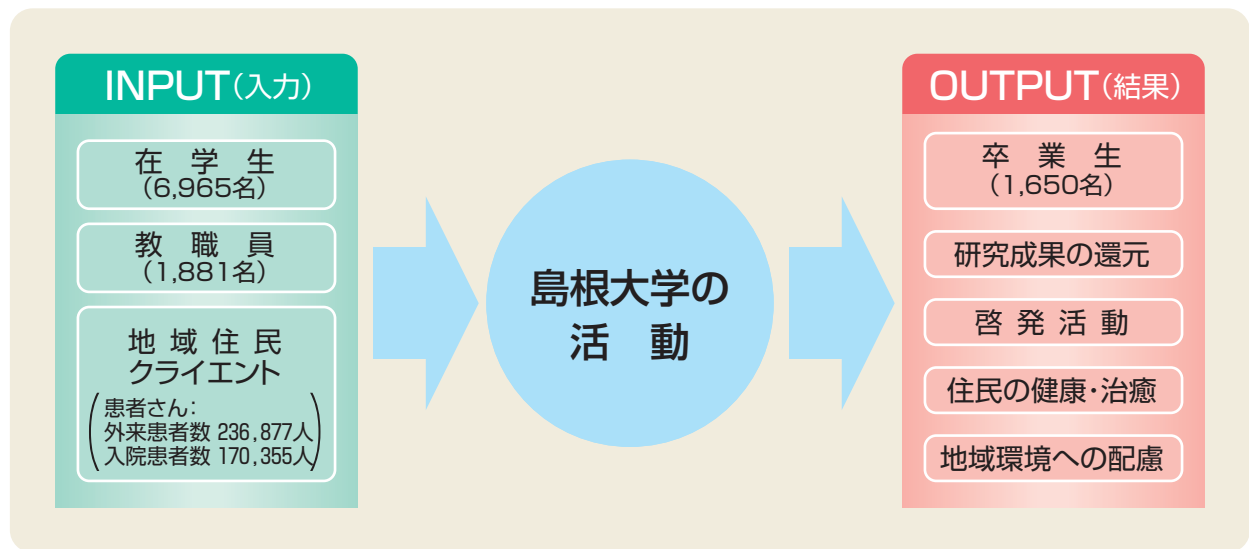 INPUT(入力)
在 学 生
(6,965名)
教 職 員
(1,881名)
地 域 住 民
クライエント
患者さん:
外来患者数 236,877人
入院患者数 170,355人
島根大学の
活 動
OUTPUT(結果)
卒 業 生
(1,650名)
研究成果の還元
啓 発 活 動
住民の健康・治癒
地域環境への配慮